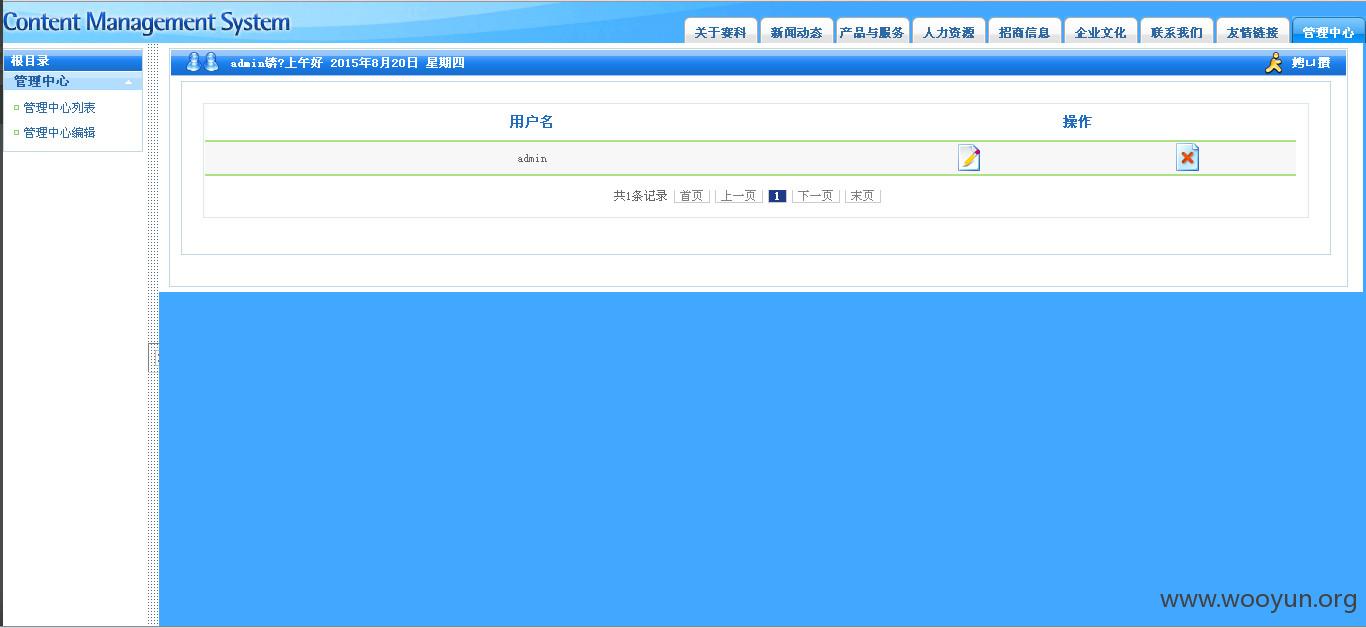 Content Management System
关于赛科 新闻动态 产品与服务 人力资源 招商信息 企业文化 联系我们 友情链接 管理中心
根目录
管理中心
管理中心列表
管理中心编辑
admin锛?上午好 2015年8月20日 星期四
用户名 操作
admin
共1条记录 首页 上一页 1 下一页 末页
www.wooyun.org